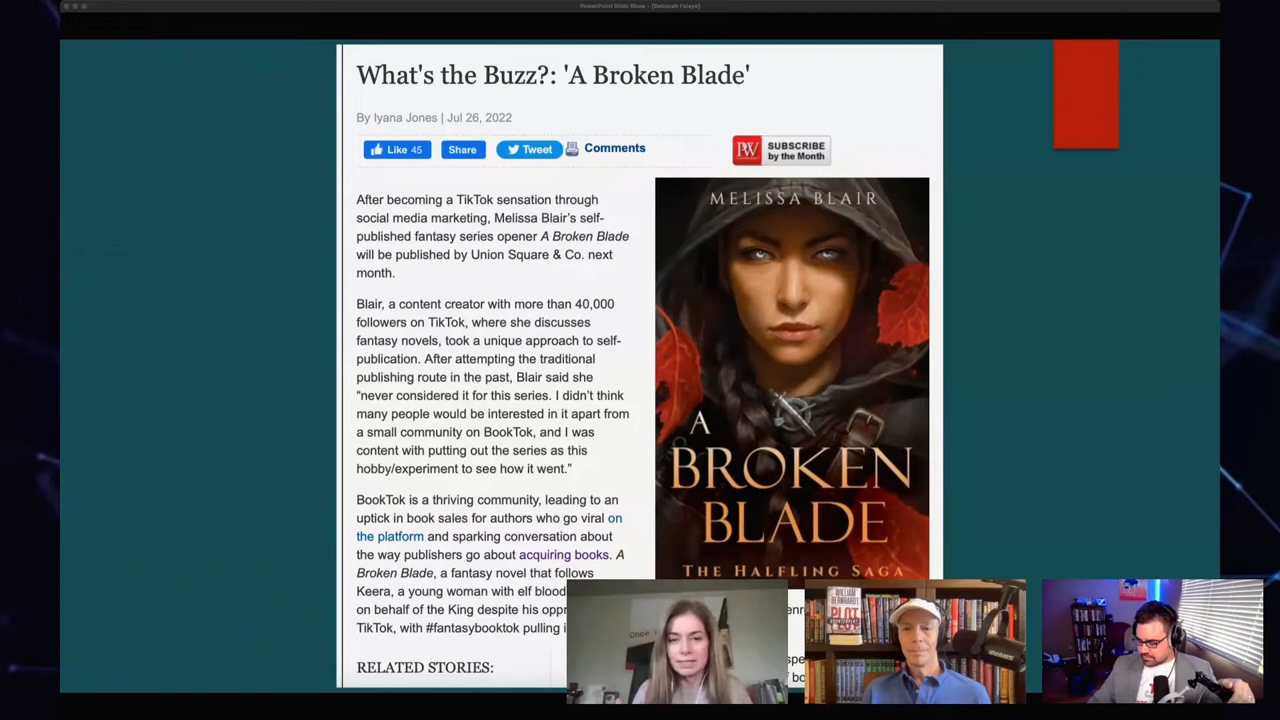 PowerPoint Slide Show - [Deborah Falaye]
What's the Buzz?: 'A Broken Blade'
By Iyana Jones | Jul 26, 2022
Like 45 Share Tweet Comments
PW SUBSCRIBE
by the Month
After becoming a TikTok sensation through
social media marketing, Melissa Blair's self-
published fantasy series opener A Broken Blade
will be published by Union Square & Co. next
month.
Blair, a content creator with more than 40,000
followers on TikTok, where she discusses
fantasy novels, took a unique approach to self-
publication. After attempting the traditional
publishing route in the past, Blair said she
“never considered it for this series. I didn't think
many people would be interested in it apart from
a small community on BookTok, and I was
content with putting out the series as this
hobby/experiment to see how it went.”
BookTok is a thriving community, leading to an
uptick in book sales for authors who go viral on
the platform and sparking conversation about
the way publishers go about acquiring books. A
Broken Blade, a fantasy novel that follows
Keera, a young woman with elf blood
on behalf of the King despite his opp
TikTok, with #fantasybooktok pulling i
RELATED STORIES:
MELISSA BLAIR
A
BROKEN
BLADE
THE HALFLING SAGA
Once
WILLIAM
BERNHARDT
PLOT